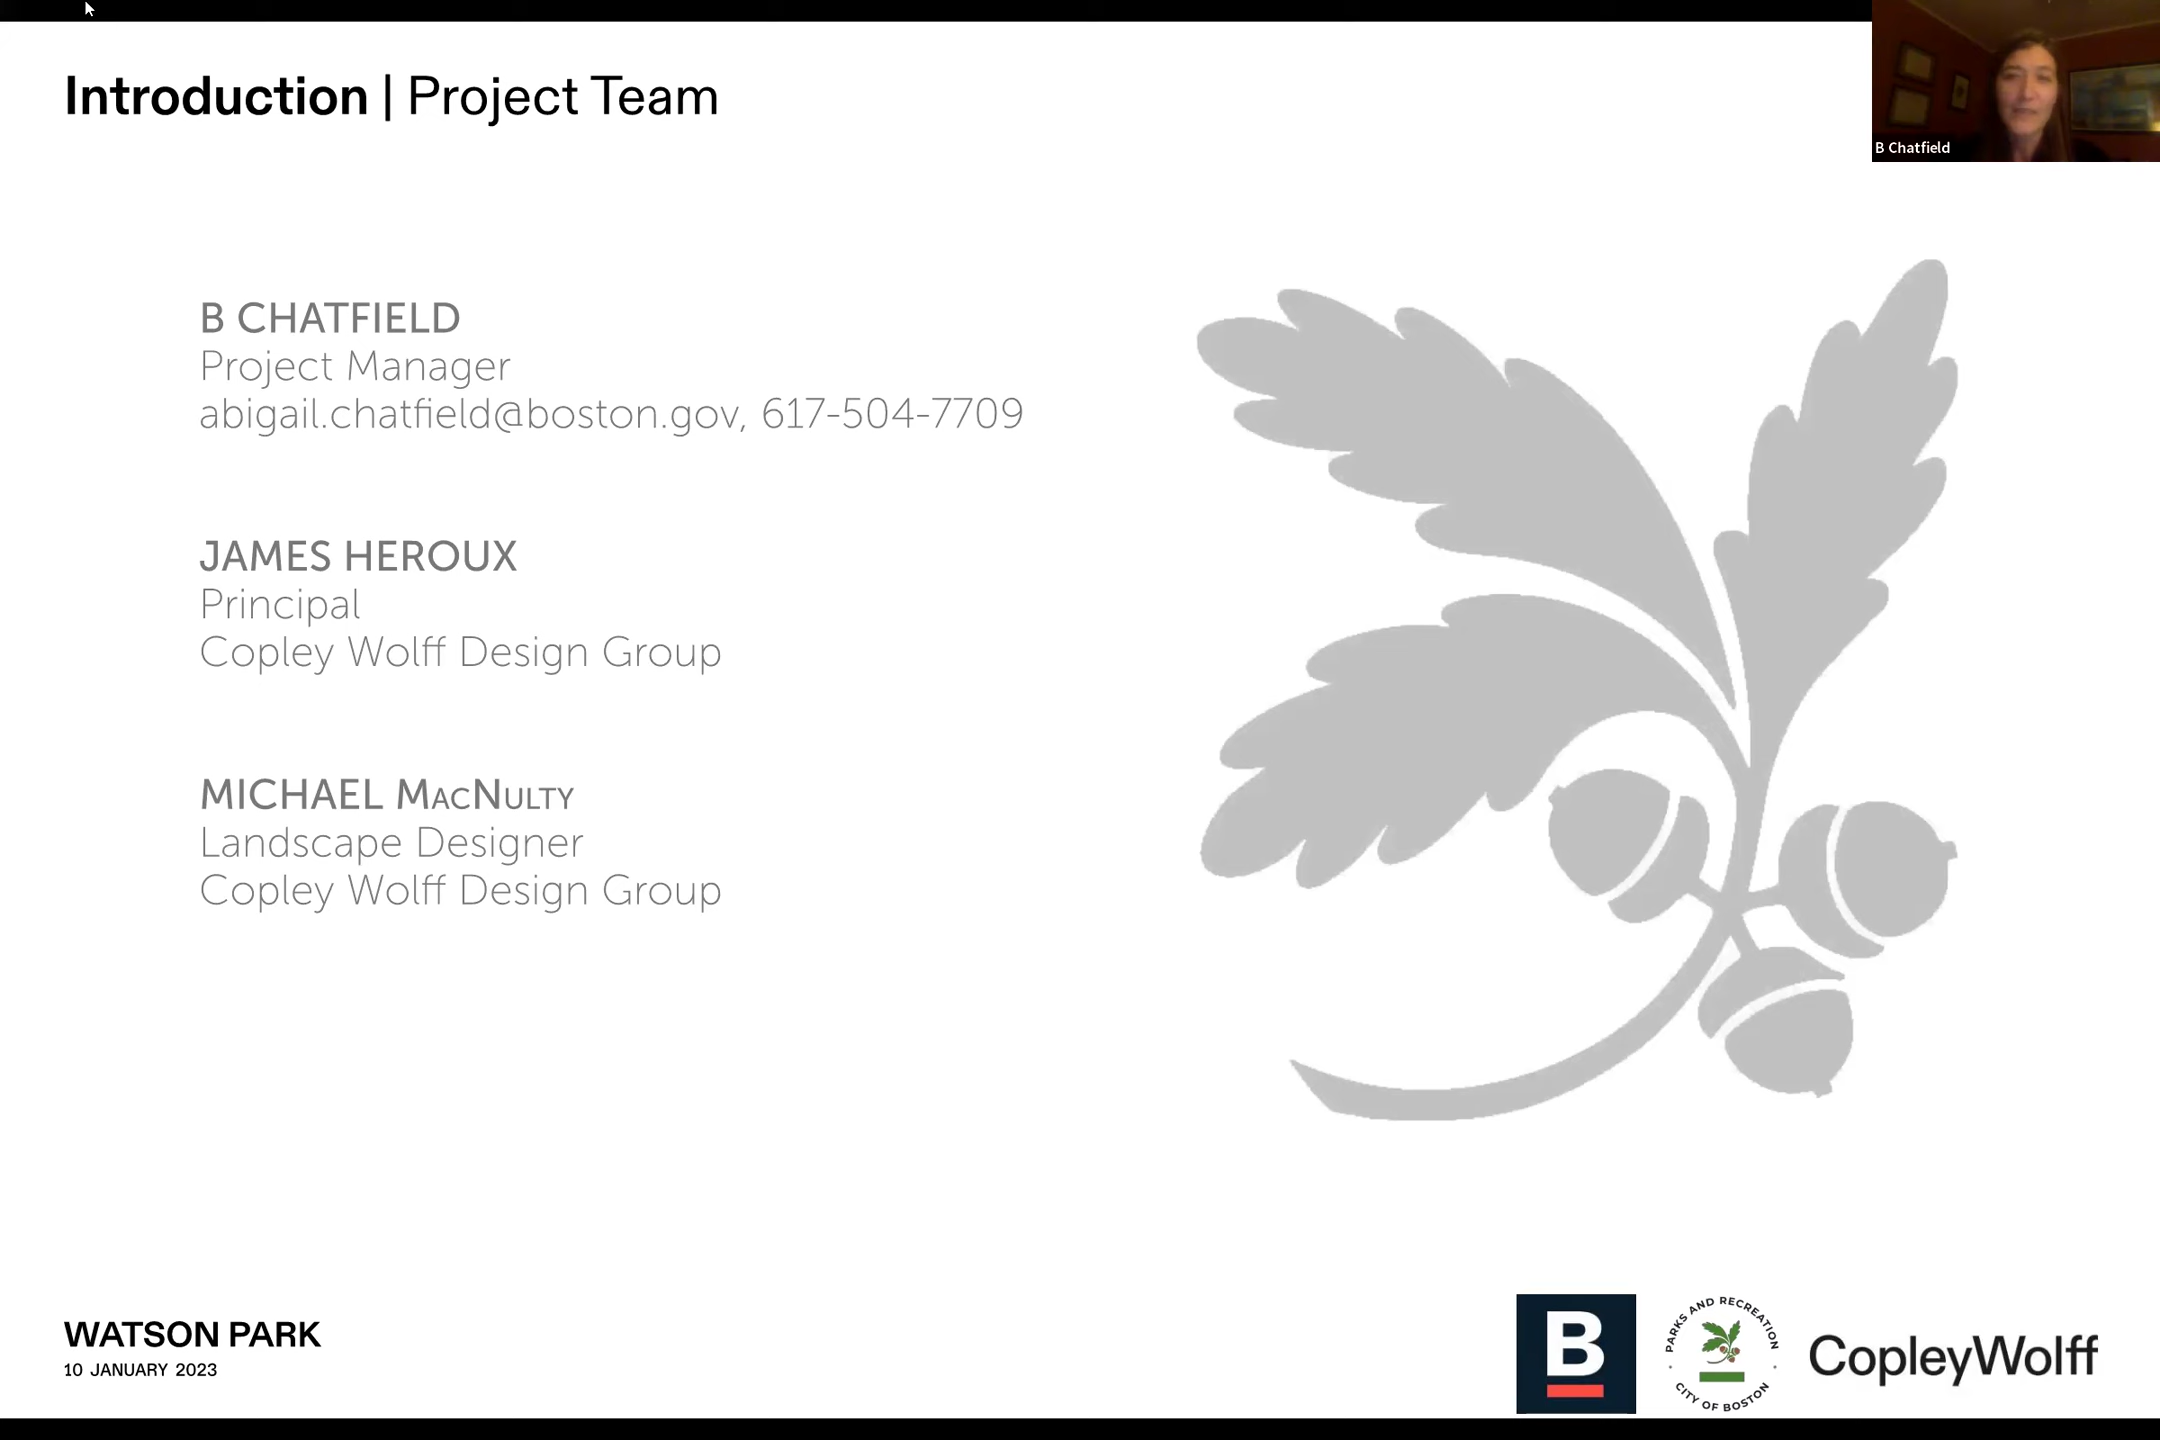 Introduction | Project Team
B Chatfield
B CHATFIELD
Project Manager
abigail.chatfield@boston.gov, 617-504-7709
JAMES HEROUX
Principal
Copley Wolff Design Group
MICHAEL MACNULTY
Landscape Designer
Copley Wolff Design Group
WATSON PARK
10 JANUARY 2023
B
PARKS AND RECREATION
CITY OF BOSTON
CopleyWolff